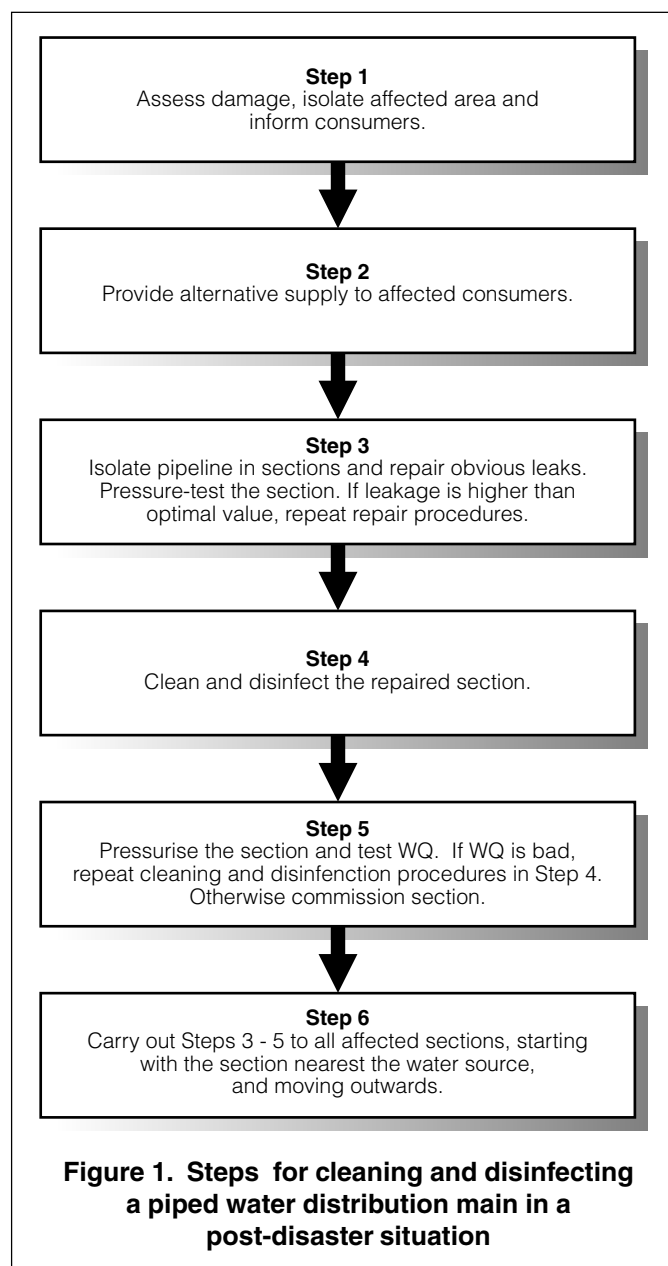 Step 1
Assess damage, isolate affected area and
inform consumers.
Step 2
Provide alternative supply to affected consumers.
Step 3
Isolate pipeline in sections and repair obvious leaks.
Pressure-test the section. If leakage is higher than
optimal value, repeat repair procedures.
Step 4
Clean and disinfect the repaired section.
Step 5
Pressurise the section and test WQ.  If WQ is bad,
repeat cleaning and disinfenction procedures in Step 4.
Otherwise commission section.
Step 6
Carry out Steps 3 - 5 to all affected sections, starting
with the section nearest the water source,
and moving outwards.
Figure 1.  Steps  for cleaning and disinfecting
a piped water distribution main in a
post-disaster situation